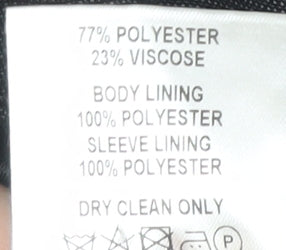 77% POLYESTER
23% VISCOSE
BODY LINING
100% POLYESTER
SLEEVE LINING
100% POLYESTER
DRY CLEAN ONLY
P